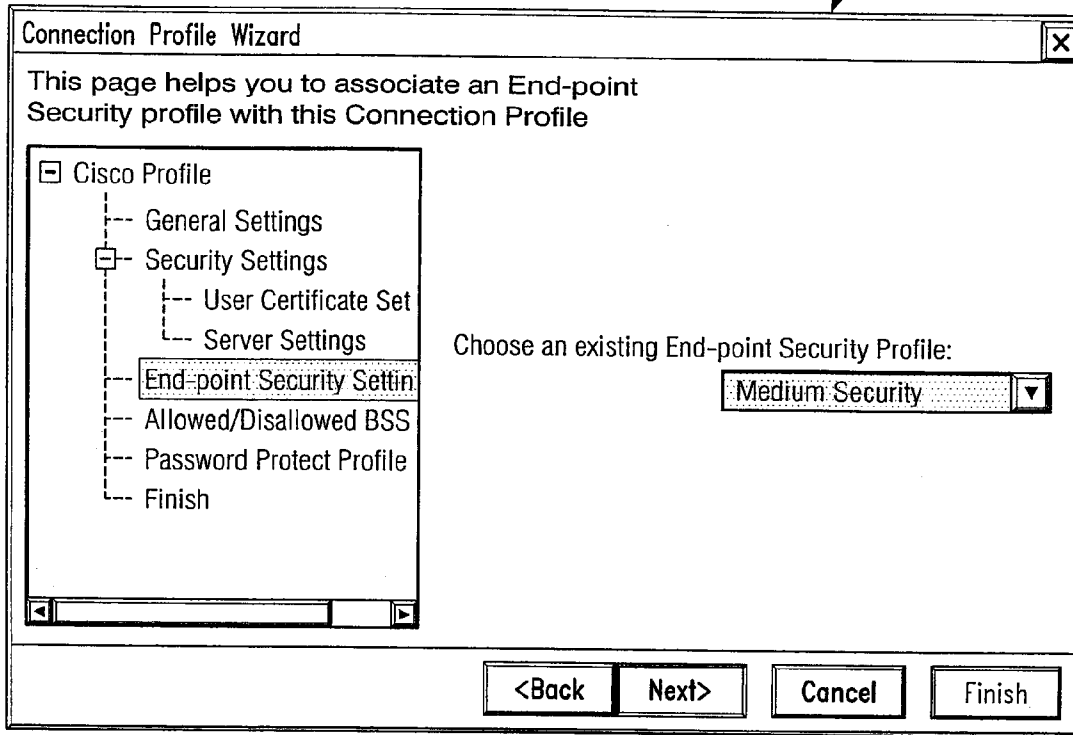 Connection Profile Wizard
This page helps you to associate an End-point
Security profile with this Connection Profile
Cisco Profile
General Settings
Security Settings
User Certificate Set
Server Settings
End-point Security Settin
Allowed/Disallowed BSS
Password Protect Profile
Finish
Choose an existing End-point Security Profile:
Medium Security
<Back Next> Cancel Finish